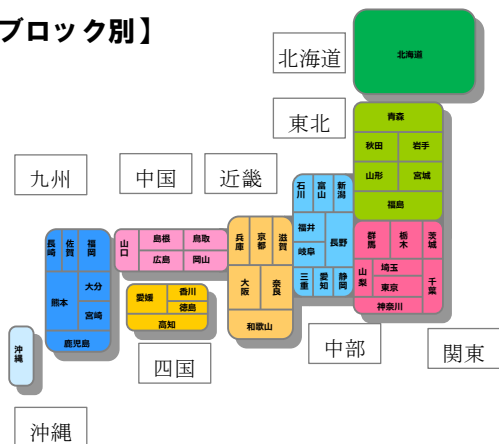 ブロック別】
北海道
北海道
東北
青森
秋田
岩手
山形
宮城
福島
九州
中国
近畿
石川
富山
新潟
福井
長野
岐阜
三重
愛知
静岡
群馬
栃木
茨城
山梨
埼玉
東京
千葉
神奈川
兵庫
京都
滋賀
大阪
奈良
和歌山
山口
島根
鳥取
広島
岡山
長崎
佐賀
福岡
熊本
大分
宮崎
鹿児島
愛媛
香川
徳島
高知
沖縄
四国
中部
関東
沖縄